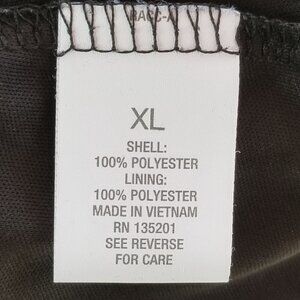 XL
SHELL:
100% POLYESTER
LINING:
100% POLYESTER
MADE IN VIETNAM
RN 135201
SEE REVERSE
FOR CARE